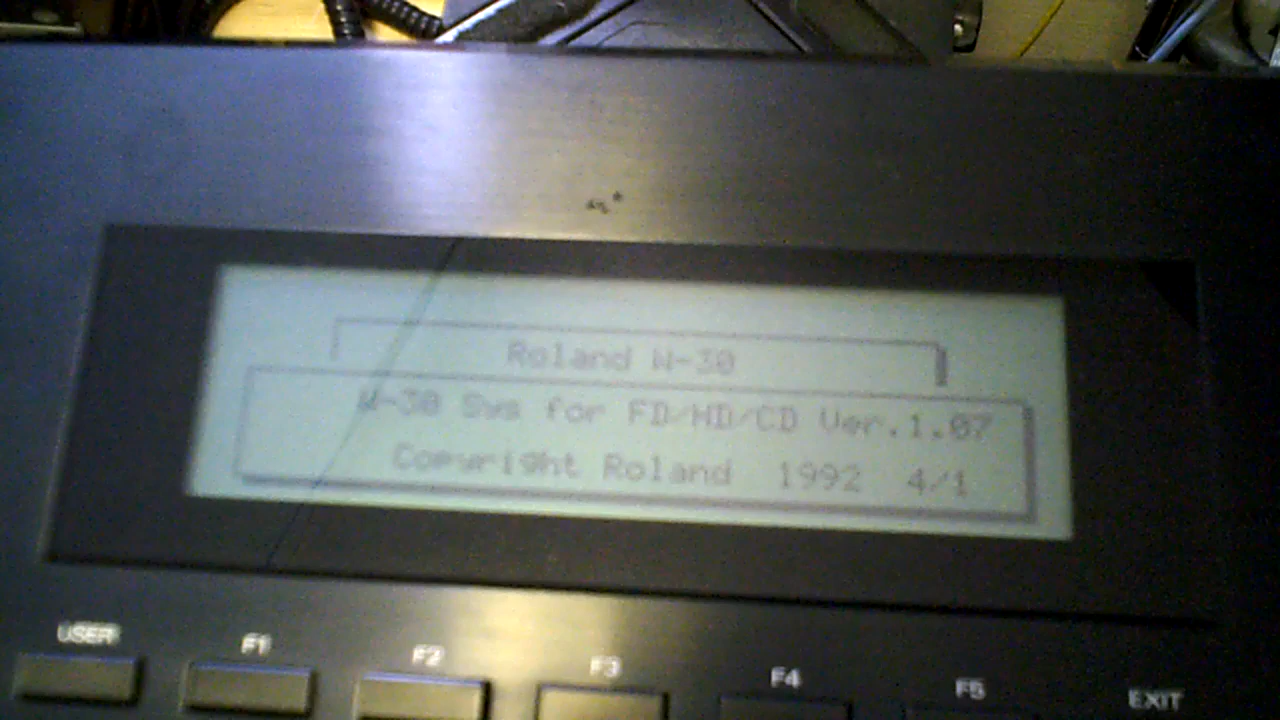 Roland W-30
W-30 Sys for FD/HD/CD Ver.1.07
Copyright Roland 1992 4/1
USER F1 F2 F3 F4 F5 EXIT